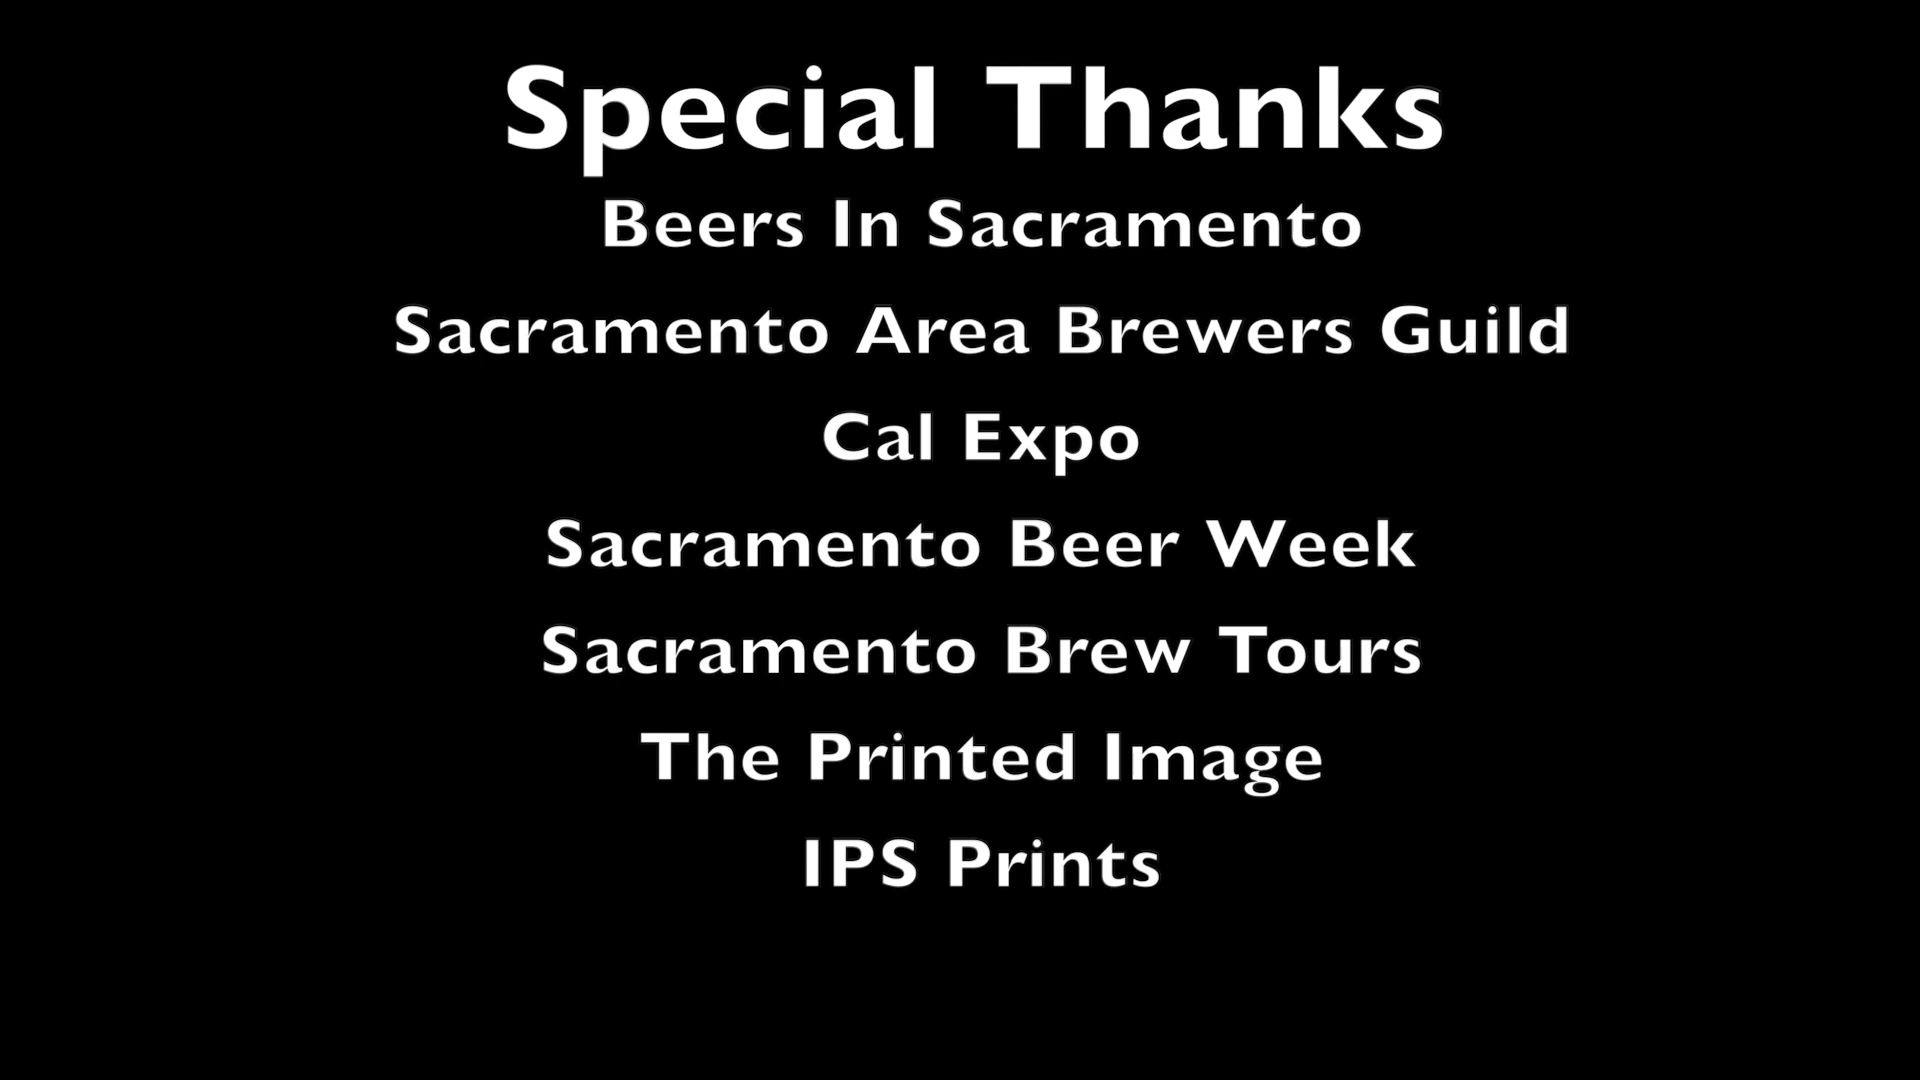 Special Thanks
Beers In Sacramento
Sacramento Area Brewers Guild
Cal Expo
Sacramento Beer Week
Sacramento Brew Tours
The Printed Image
IPS Prints